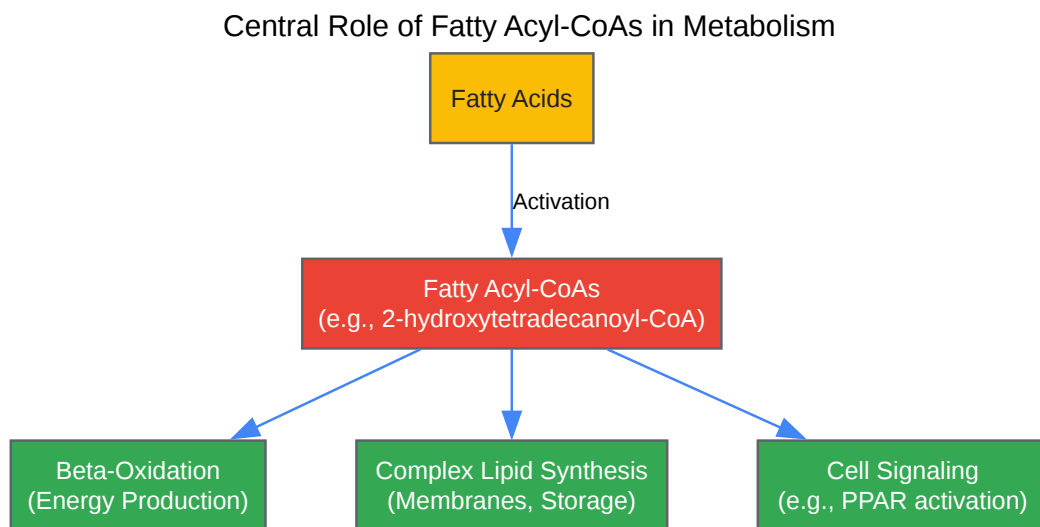 Central Role of Fatty Acyl-CoAs in Metabolism
Fatty Acids
Activation
Fatty Acyl-CoAs
(e.g., 2-hydroxytetradecanoyl-CoA)
Beta-Oxidation
(Energy Production)
Complex Lipid Synthesis
(Membranes, Storage)
Cell Signaling
(e.g., PPAR activation)